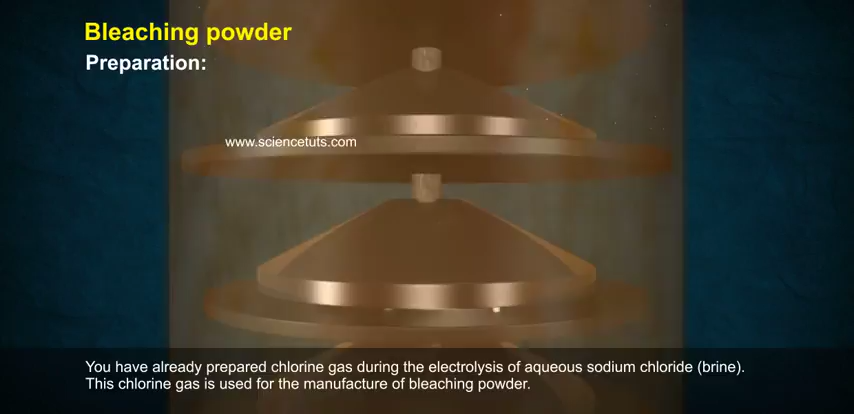 Bleaching powder
Preparation:
www.sciencetuts.com
You have already prepared chlorine gas during the electrolysis of aqueous sodium chloride (brine).
This chlorine gas is used for the manufacture of bleaching powder.